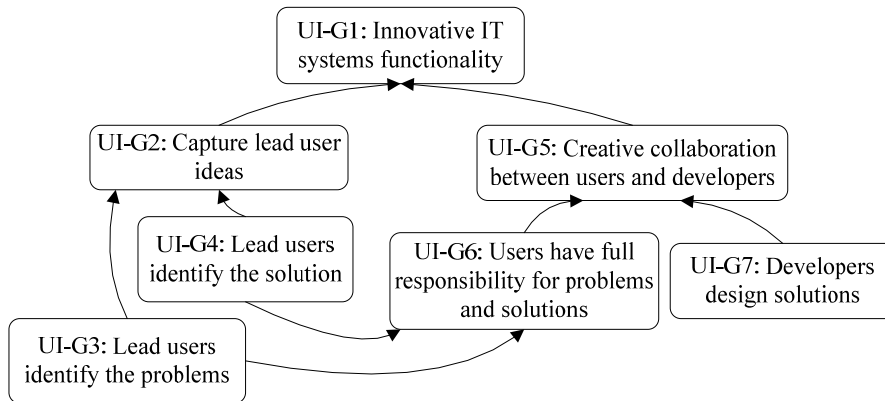 UI-G1: Innovative IT
systems functionality
UI-G2: Capture lead user
ideas
UI-G5: Creative collaboration
between users and developers
UI-G4: Lead users
identify the solution
UI-G6: Users have full
responsibility for problems
and solutions
UI-G7: Developers
design solutions
UI-G3: Lead users
identify the problems